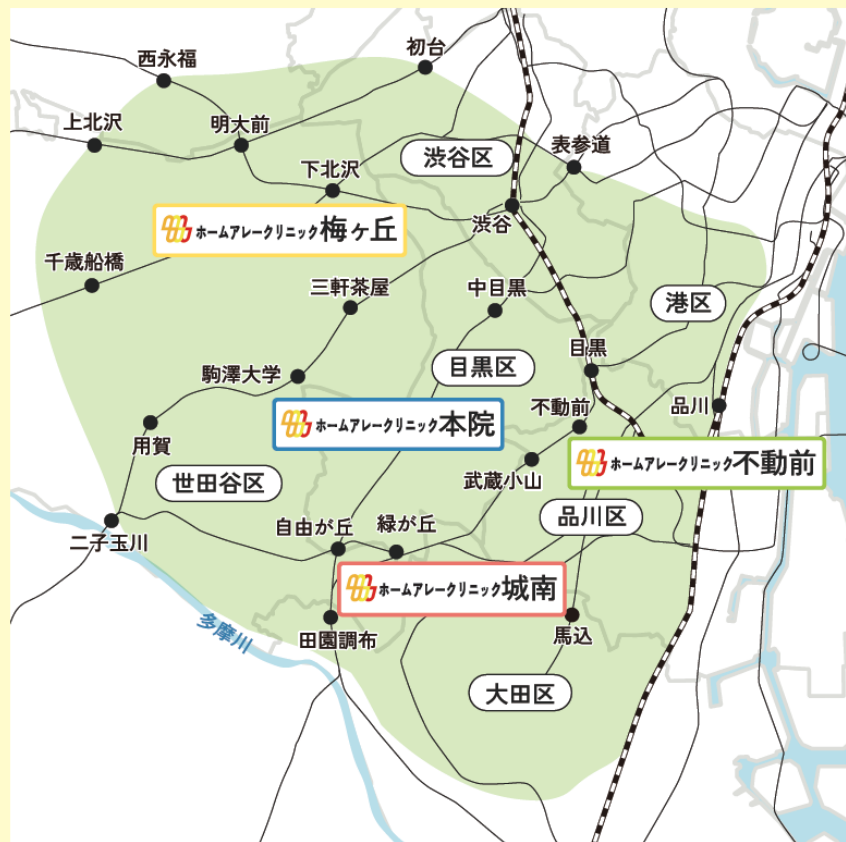 初台
西永福
上北沢
明大前
表参道
渋谷区
下北沢
ホームアレークリニック梅ヶ丘
渋谷
千歳船橋
三軒茶屋
中目黒
港区
目黒
目黒区
駒澤大学
不動前
品川
ホームアレークリニック本院
用賀
ホームアレークリニック不動前
武蔵小山
世田谷区
品川区
自由が丘
緑が丘
二子玉川
ホームアレークリニック城南
多摩川
田園調布
馬込
大田区